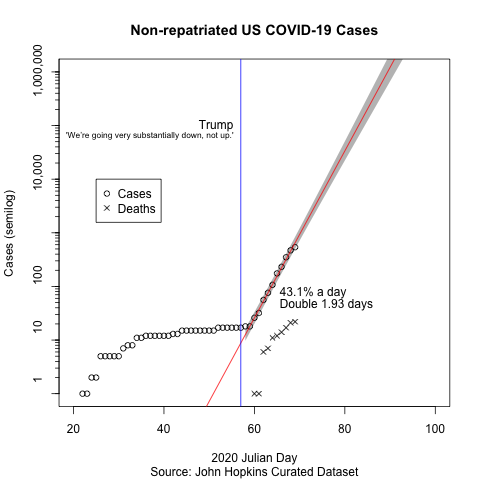 Non-repatriated US COVID-19 Cases
Cases (semilog)
1,000,000
10,000
100
10
1
Trump
'We're going very substantially down, not up."
Cases
Deaths
43.1% a day
Double 1.93 days
20 40 60 80 100
2020 Julian Day
Source: John Hopkins Curated Dataset